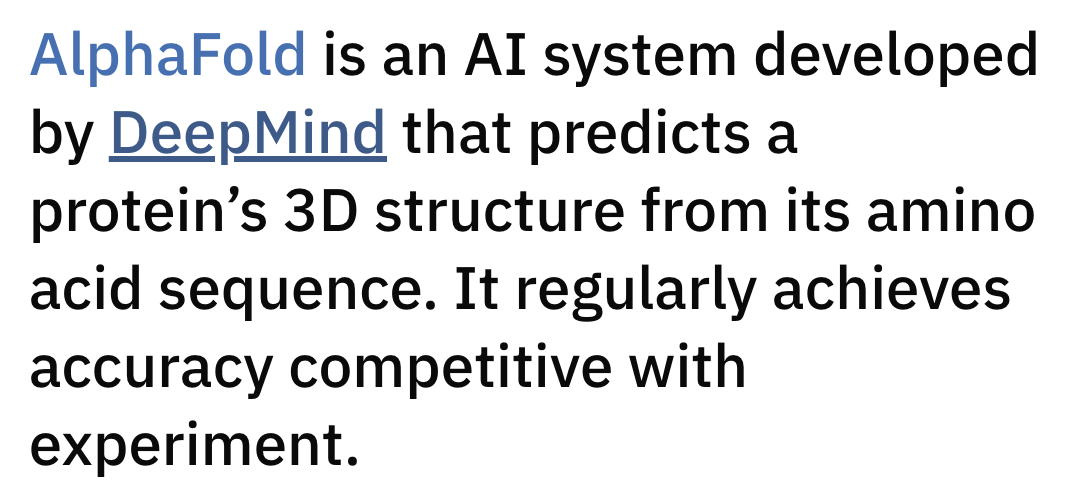 AlphaFold is an AI system developed
by DeepMind that predicts a
protein’s 3D structure from its amino
acid sequence. It regularly achieves
accuracy competitive with
experiment.